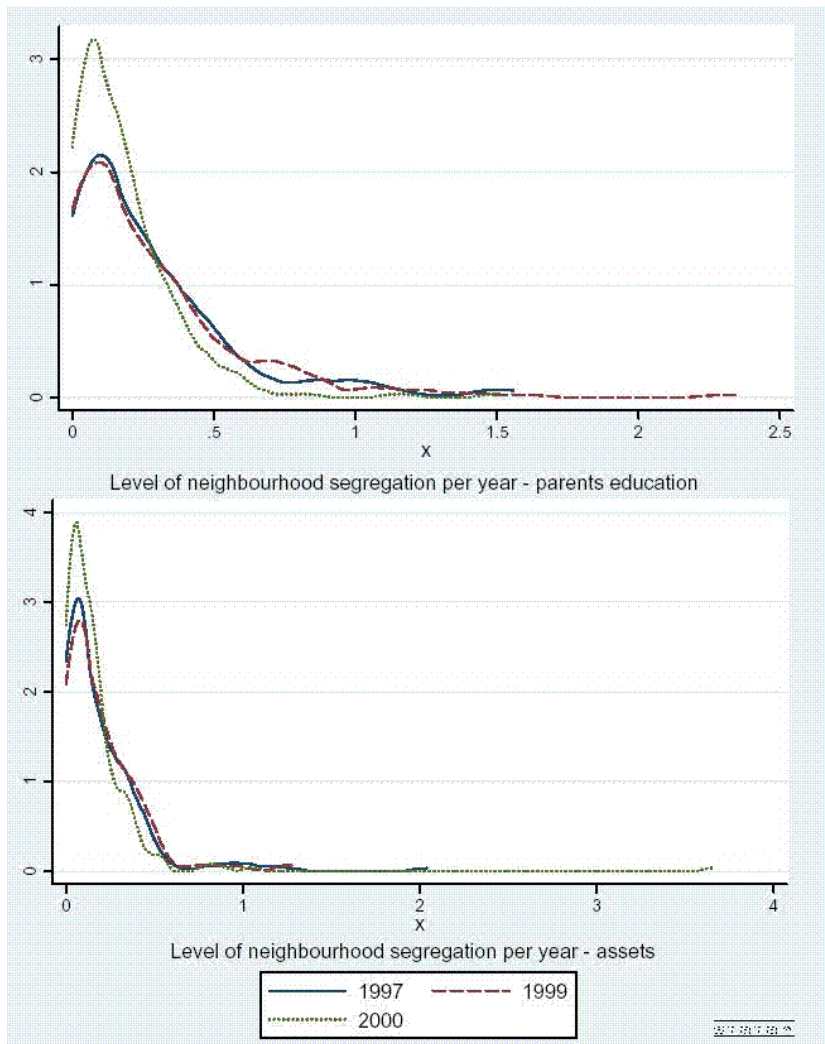 3
2
1
0
0 .5 1 1.5 2 2.5
x
Level of neighbourhood segregation per year - parents education
4
3
2
1
0
0 1 2 3 4
x
Level of neighbourhood segregation per year - assets
1997 1999
2000